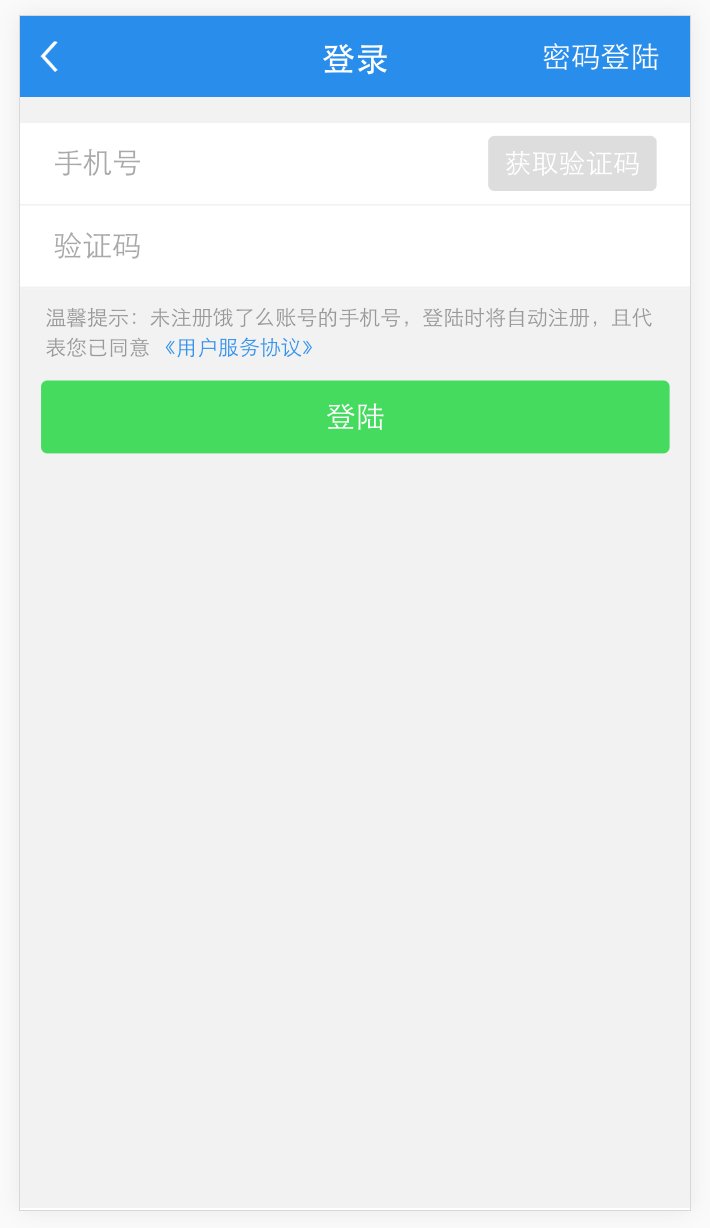 登录 密码登陆
手机号 获取验证码
验证码
温馨提示：未注册饿了么账号的手机号，登陆时将自动注册，且代
表您已同意 《用户服务协议》
登陆